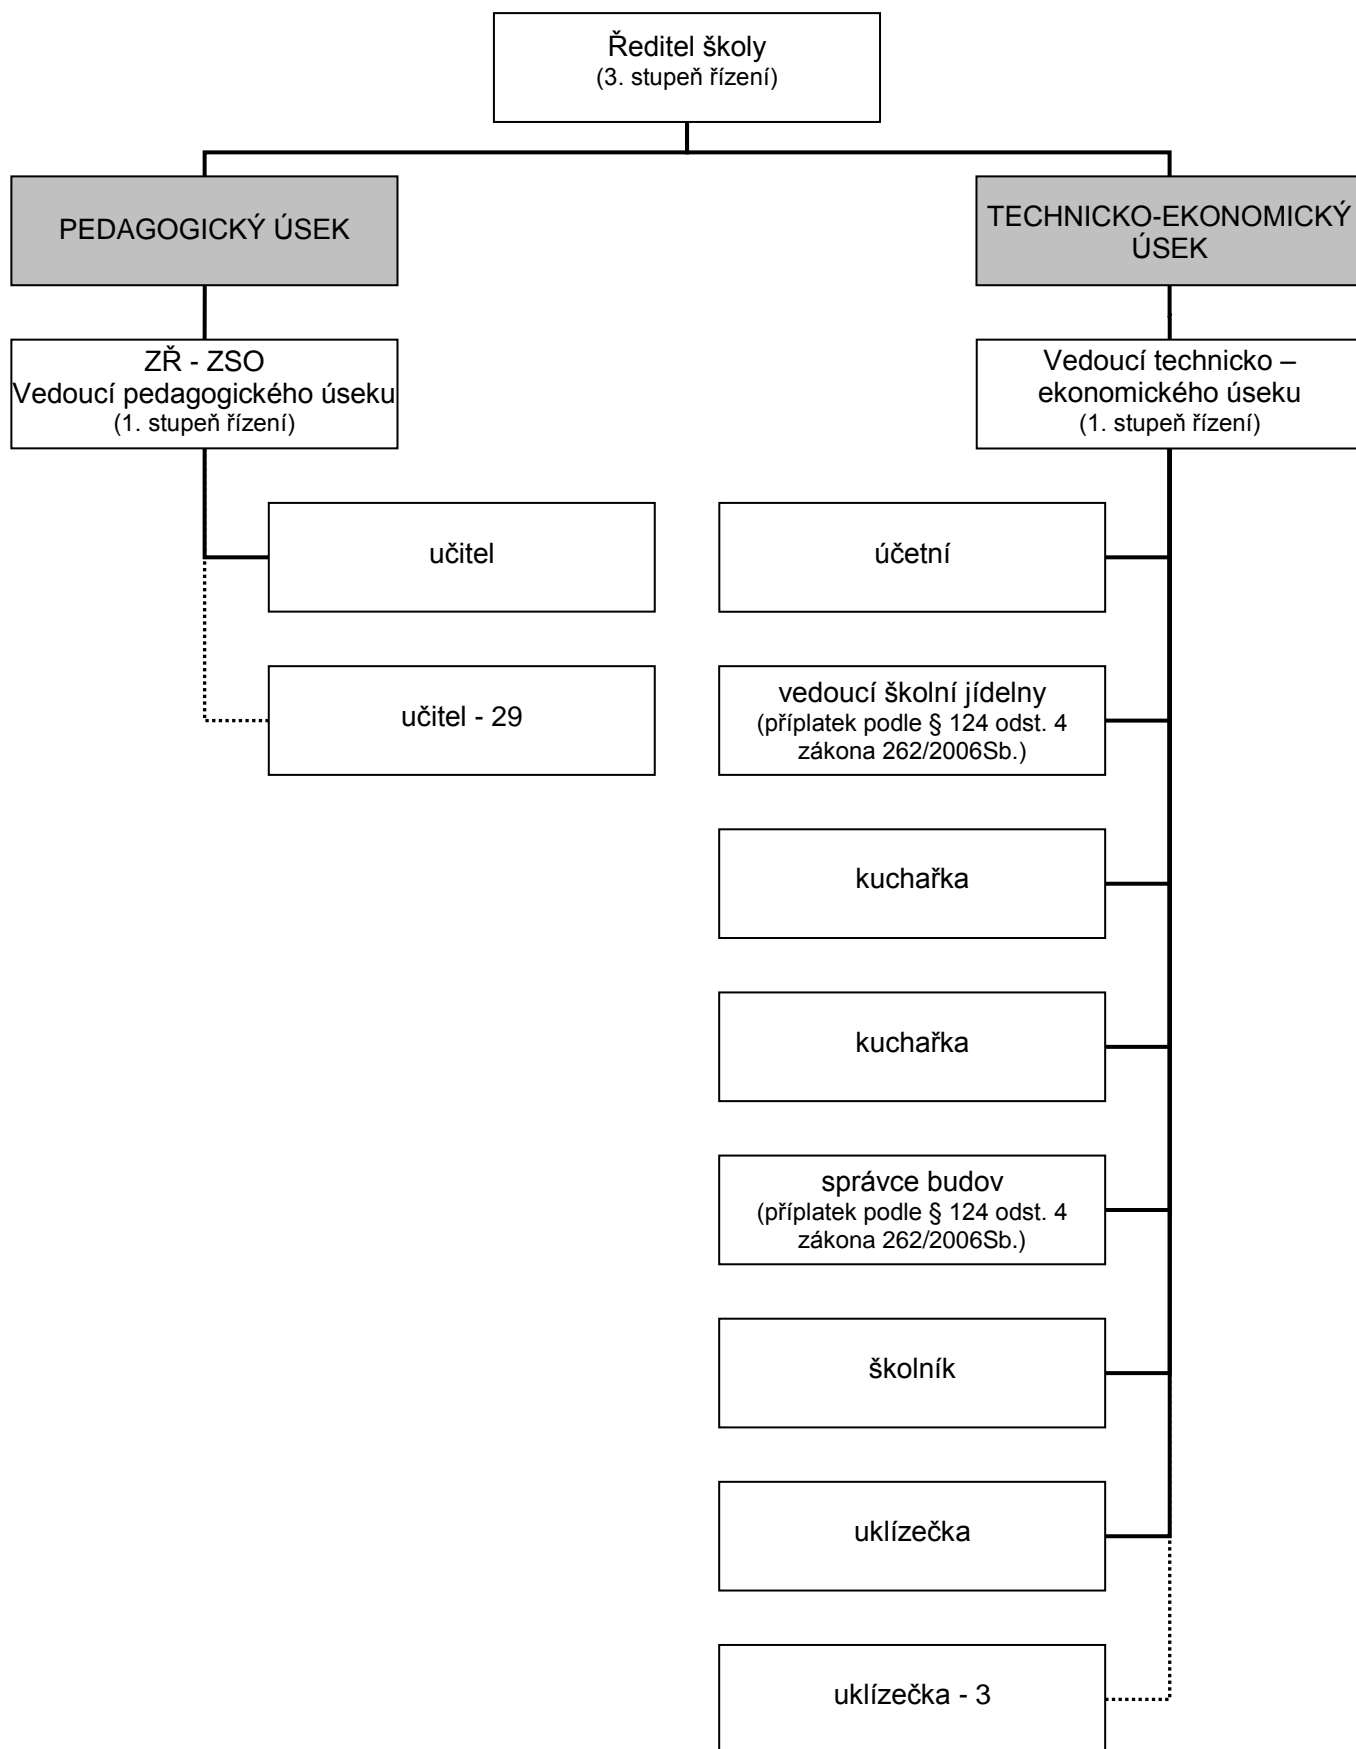 Ředitel školy
(3. stupeň řízení)
PEDAGOGICKÝ ÚSEK
TECHNICKO-EKONOMICKÝ
ÚSEK
ZŘ - ZSO
Vedoucí pedagogického úseku
(1. stupeň řízení)
Vedoucí technicko –
ekonomického úseku
(1. stupeň řízení)
učitel
účetní
učitel - 29
vedoucí školní jídelny
(příplatek podle § 124 odst. 4
zákona 262/2006Sb.)
kuchařka
kuchařka
správce budov
(příplatek podle § 124 odst. 4
zákona 262/2006Sb.)
školník
uklízečka
uklízečka - 3